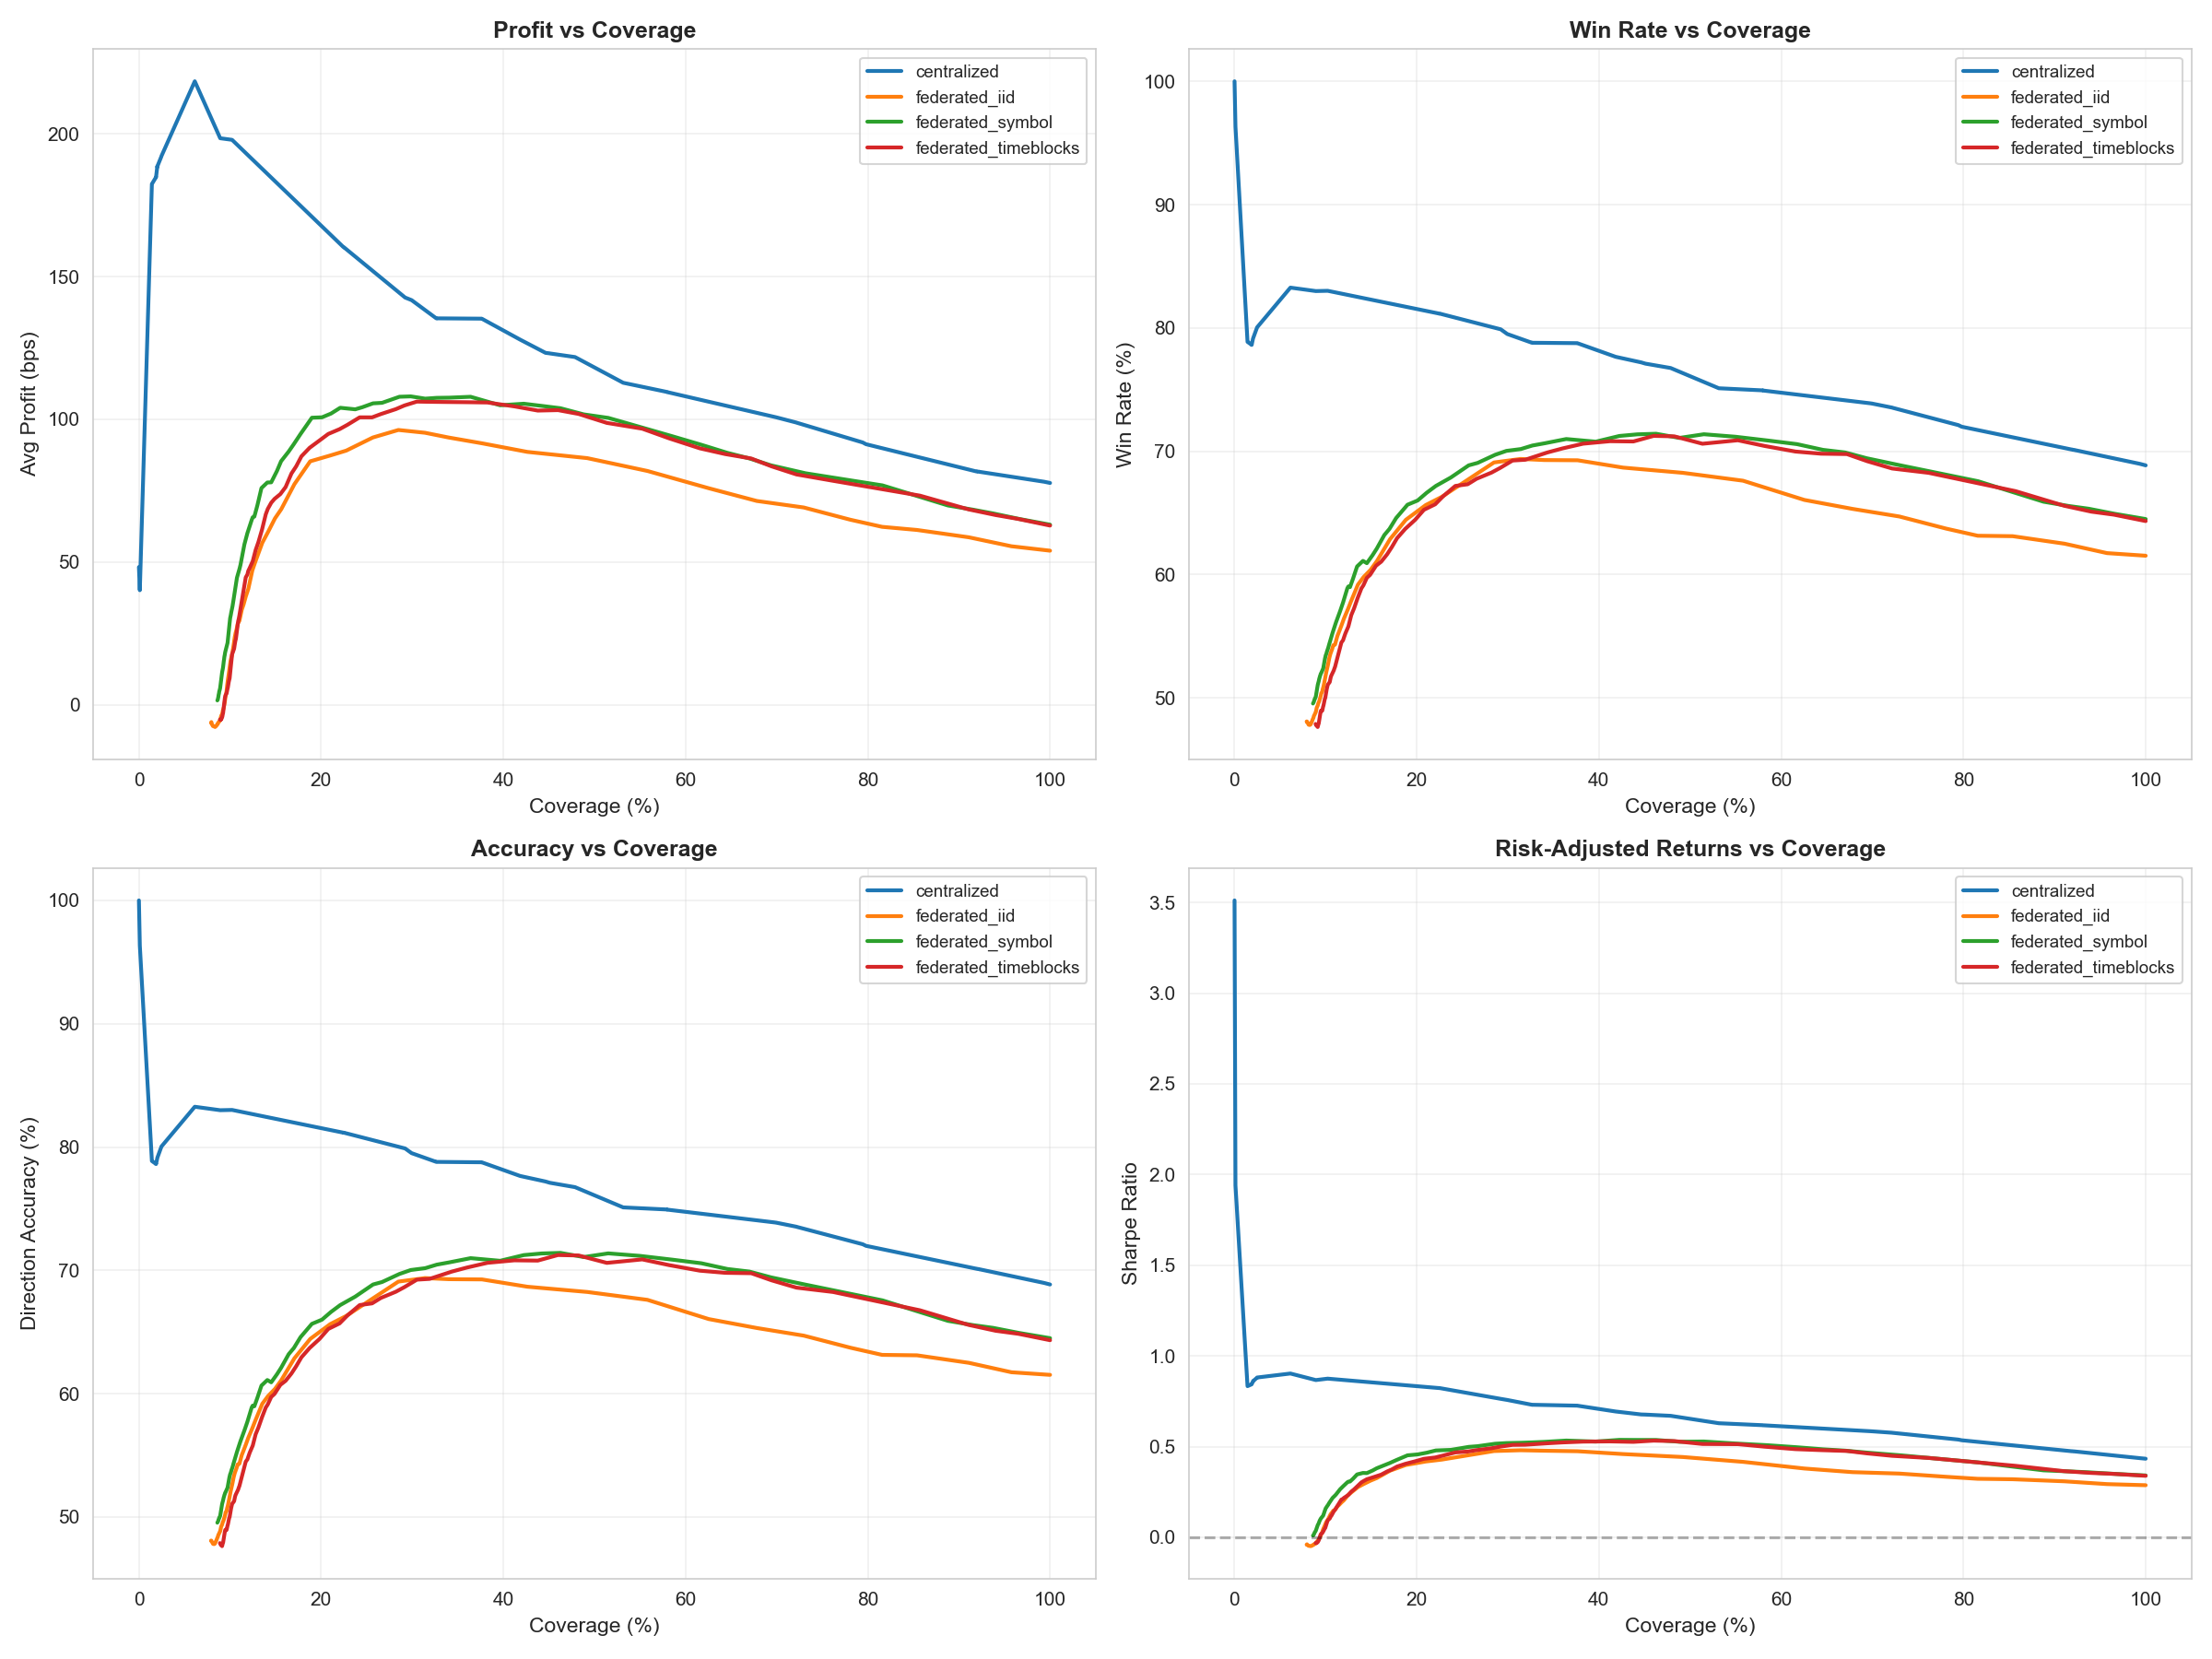 Profit vs Coverage
Avg Profit (bps)
200
150
100
50
0
0 20 40 60 80 100
Coverage (%)
centralized
federated_iid
federated_symbol
federated_timeblocks
Win Rate vs Coverage
Win Rate (%)
100
90
80
70
60
50
0 20 40 60 80 100
Coverage (%)
centralized
federated_iid
federated_symbol
federated_timeblocks
Accuracy vs Coverage
Direction Accuracy (%)
100
90
80
70
60
50
0 20 40 60 80 100
Coverage (%)
centralized
federated_iid
federated_symbol
federated_timeblocks
Risk-Adjusted Returns vs Coverage
Sharpe Ratio
3.5
3.0
2.5
2.0
1.5
1.0
0.5
0.0
0 20 40 60 80 100
Coverage (%)
centralized
federated_iid
federated_symbol
federated_timeblocks